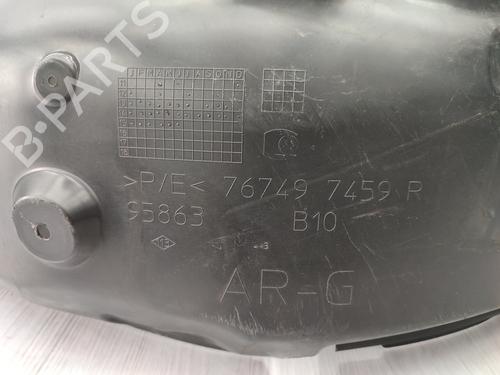 B-PARTS
J F M A M J J A S O N D
>P/E< 76749 7459 R
95863 B10
AR-G